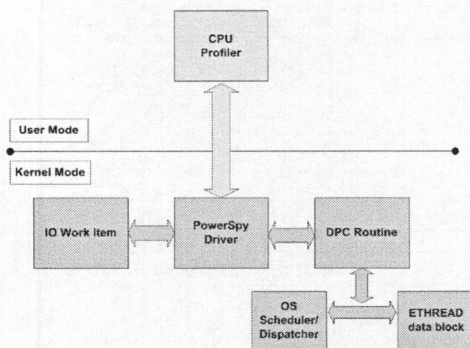 CPU
Profiler
User Mode
Kernel Mode
IO Work Item
PowerSpy
Driver
DPC Routine
OS
Scheduler/
Dispatcher
ETHREAD
data block